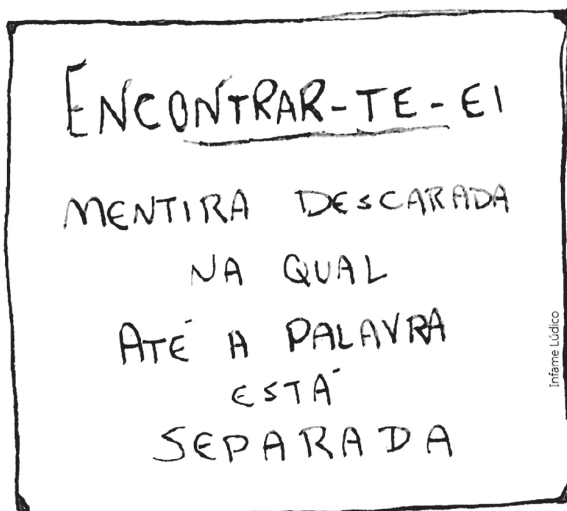 ENCONTRAR-TE-EI
MENTIRA DESCARADA
NA QUAL
ATÉ A PALAVRA
ESTÁ
SEPARADA
Infame Lúdico